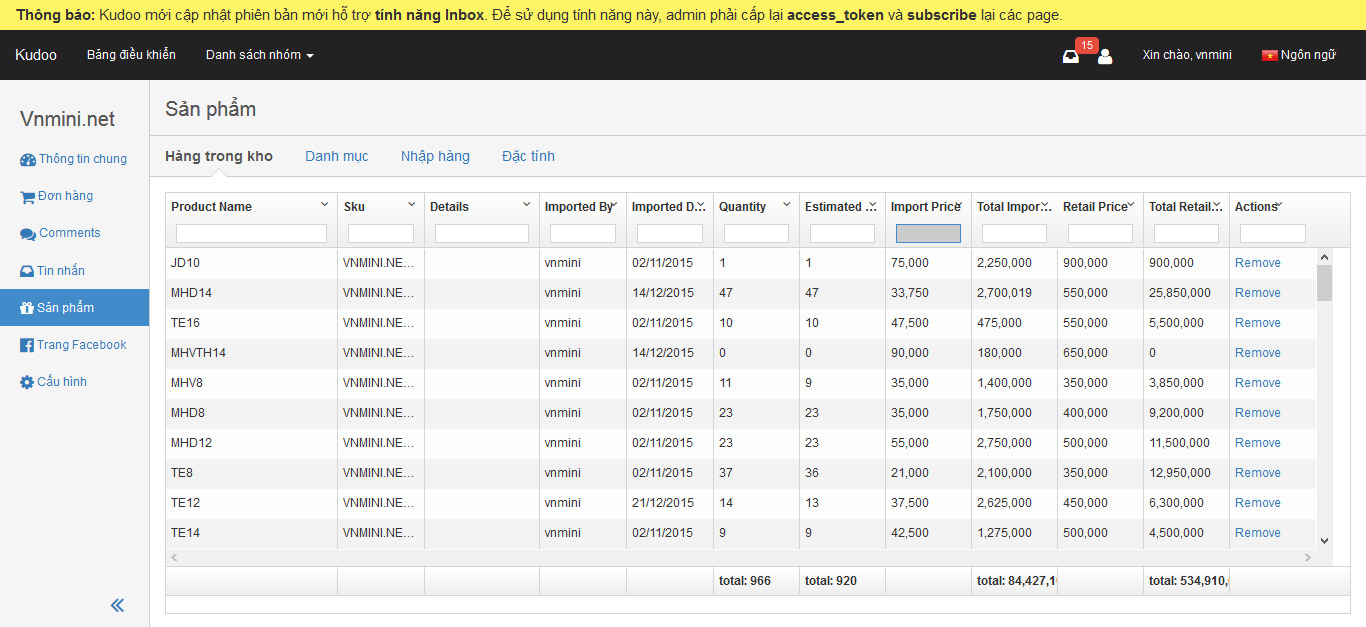 Thông báo: Kudoo mới cập nhật phiên bản mới hỗ trợ tính năng Inbox. Để sử dụng tính năng này, admin phải cấp lại access_token và subscribe lại các page.
Kudoo Bảng điều khiển Danh sách nhóm 15 Xin chào, vnmini Ngôn ngữ
Vnmini.net
Thông tin chung
Đơn hàng
Comments
Tin nhắn
Sản phẩm
Trang Facebook
Cấu hình
Sản phẩm
Hàng trong kho Danh mục Nhập hàng Đặc tính
Product Name Sku Details Imported By Imported D... Quantity Estimated ... Import Price Total Impor... Retail Price Total Retail... Actions
JD10 VNMINI.NE... vnmini 02/11/2015 1 1 75,000 2,250,000 900,000 900,000 Remove
MHD14 VNMINI.NE... vnmini 14/12/2015 47 47 33,750 2,700,019 550,000 25,850,000 Remove
TE16 VNMINI.NE... vnmini 02/11/2015 10 10 47,500 475,000 550,000 5,500,000 Remove
MHVTH14 VNMINI.NE... vnmini 14/12/2015 0 0 90,000 180,000 650,000 0 Remove
MHV8 VNMINI.NE... vnmini 02/11/2015 11 9 35,000 1,400,000 350,000 3,850,000 Remove
MHD8 VNMINI.NE... vnmini 02/11/2015 23 23 35,000 1,750,000 400,000 9,200,000 Remove
MHD12 VNMINI.NE... vnmini 02/11/2015 23 23 55,000 2,750,000 500,000 11,500,000 Remove
TE8 VNMINI.NE... vnmini 02/11/2015 37 36 21,000 2,100,000 350,000 12,950,000 Remove
TE12 VNMINI.NE... vnmini 21/12/2015 14 13 37,500 2,625,000 450,000 6,300,000 Remove
TE14 VNMINI.NE... vnmini 02/11/2015 9 9 42,500 1,275,000 500,000 4,500,000 Remove
total: 966 total: 920 total: 84,427,1 total: 534,910,